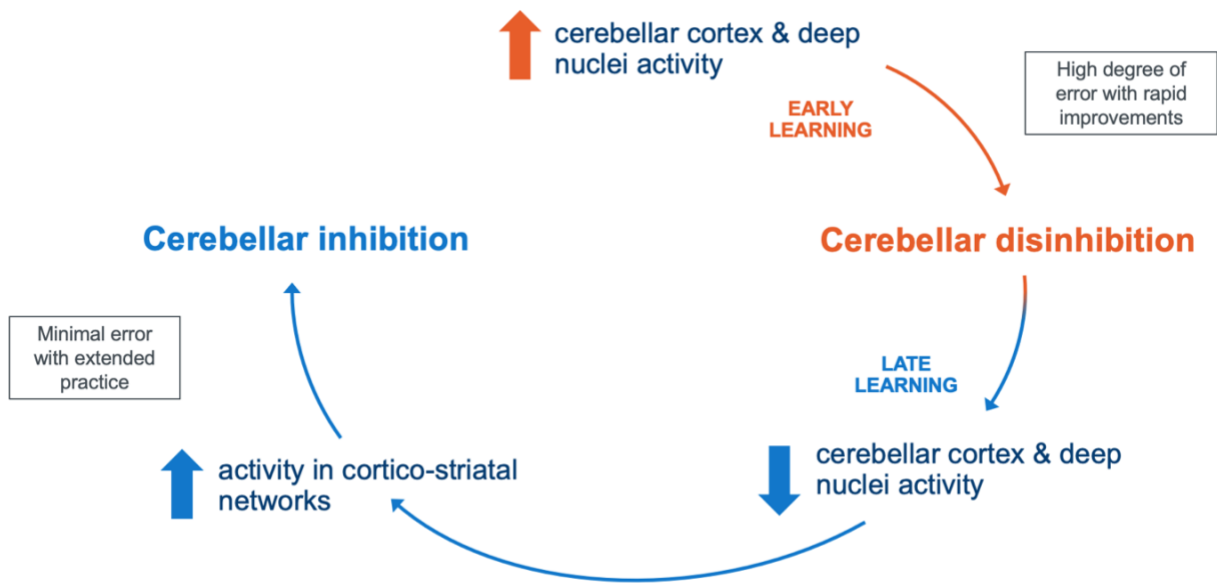 cerebellar cortex & deep
nuclei activity
EARLY
LEARNING
High degree of
error with rapid
improvements
Cerebellar inhibition
Cerebellar disinhibition
Minimal error
with extended
practice
LATE
LEARNING
activity in cortico-striatal
networks
cerebellar cortex & deep
nuclei activity